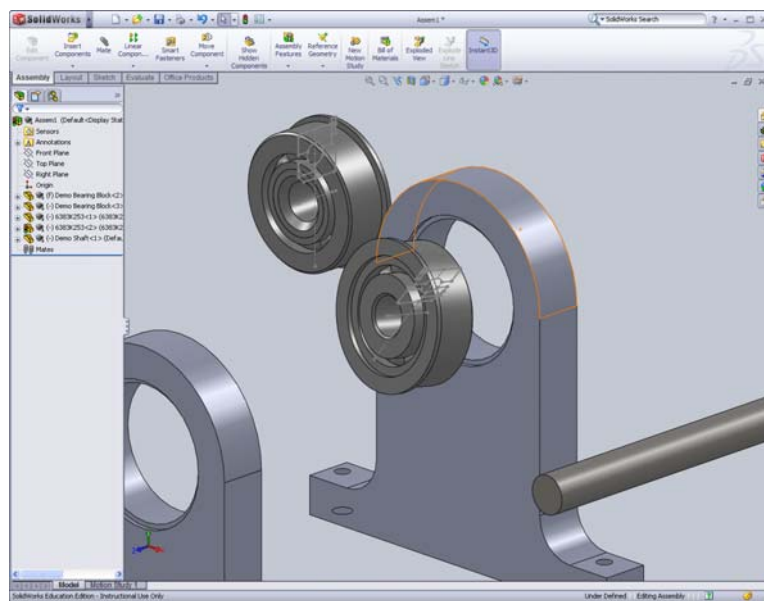 SolidWorks
Assem1 *
SolidWorks Search
Edit Component
Insert Components
Mate
Linear Compon...
Smart Fasteners
Move Component
Show Hidden Components
Assembly Features
Reference Geometry
New Motion Study
Bill of Materials
Exploded View
Explode Line Sketch
Instant3D
Assembly
Layout
Sketch
Evaluate
Office Products
Assem1 (Default<Display Stat
Sensors
Annotations
Front Plane
Top Plane
Right Plane
Origin
(f) Demo Bearing Block<2>
(-) Demo Bearing Block<3>
(-) 6383K253<1> (6383K2
(-) 6383K253<2> (6383K2
(-) Demo Shaft<1> (Defau
Mates
Model
Motion Study 1
SolidWorks Education Edition - Instructional Use Only
Under Defined
Editing Assembly